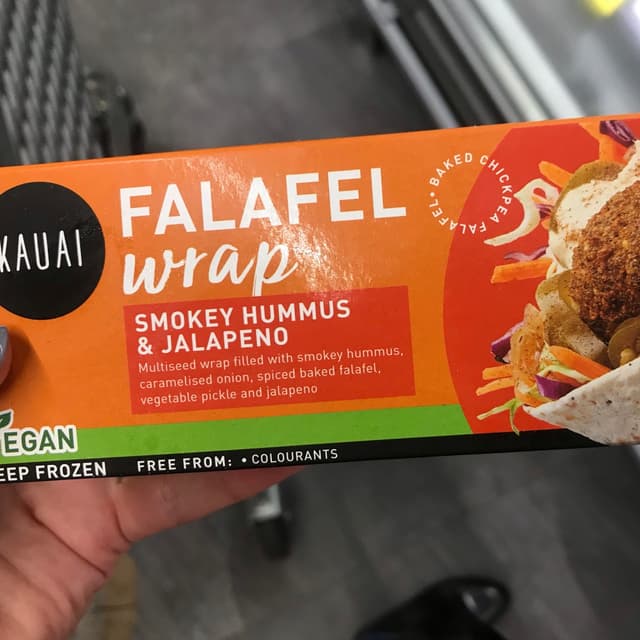 KAUAI
FALAFEL
wrap
SMOKEY HUMMUS
& JALAPENO
Multiseed wrap filled with smokey hummus,
caramelised onion, spiced baked falafel,
vegetable pickle and jalapeno
• BAKED CHICKPEA FALAFEL
EGAN
EEP FROZEN
FREE FROM: • COLOURANTS